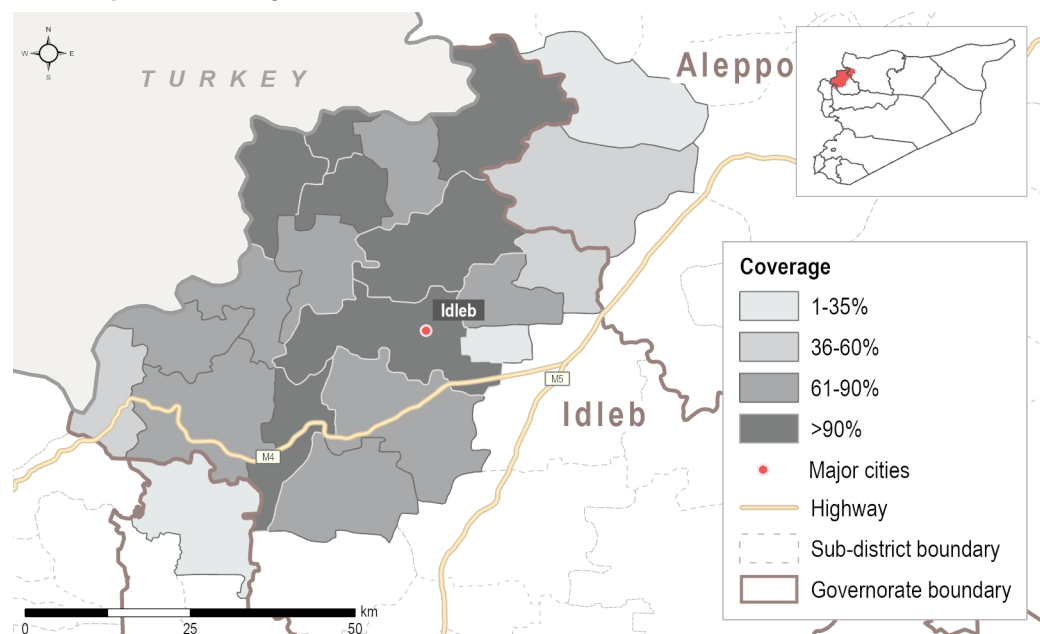 N
W
E
S
TURKEY
Aleppo
Idleb
M5
Idleb
M4
km
0
25
50
Coverage
1-35%
36-60%
61-90%
>90%
Major cities
Highway
Sub-district boundary
Governorate boundary